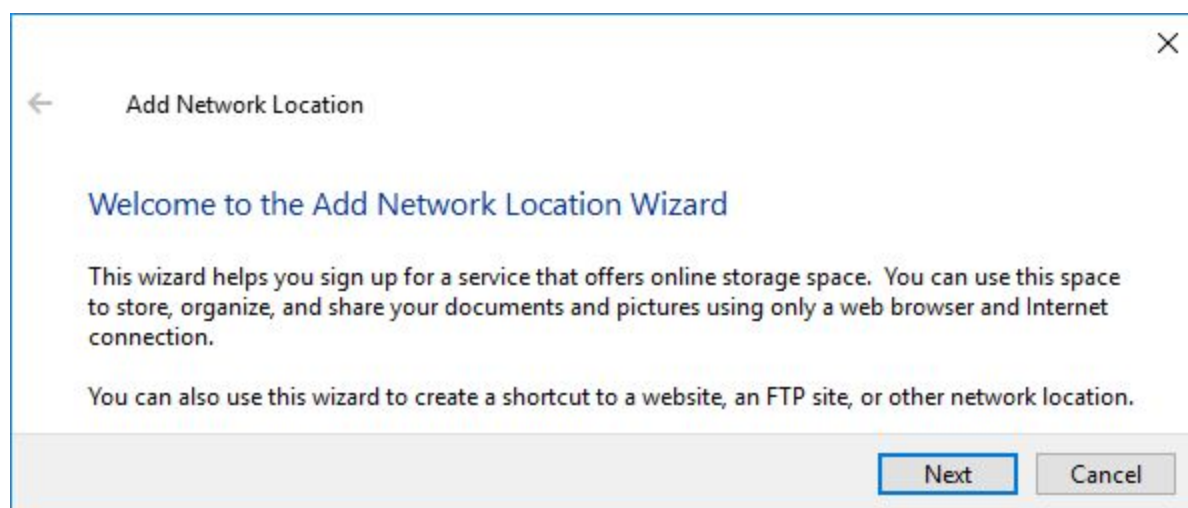 Add Network Location
Welcome to the Add Network Location Wizard
This wizard helps you sign up for a service that offers online storage space.  You can use this space
to store, organize, and share your documents and pictures using only a web browser and Internet
connection.
You can also use this wizard to create a shortcut to a website, an FTP site, or other network location.
Next Cancel